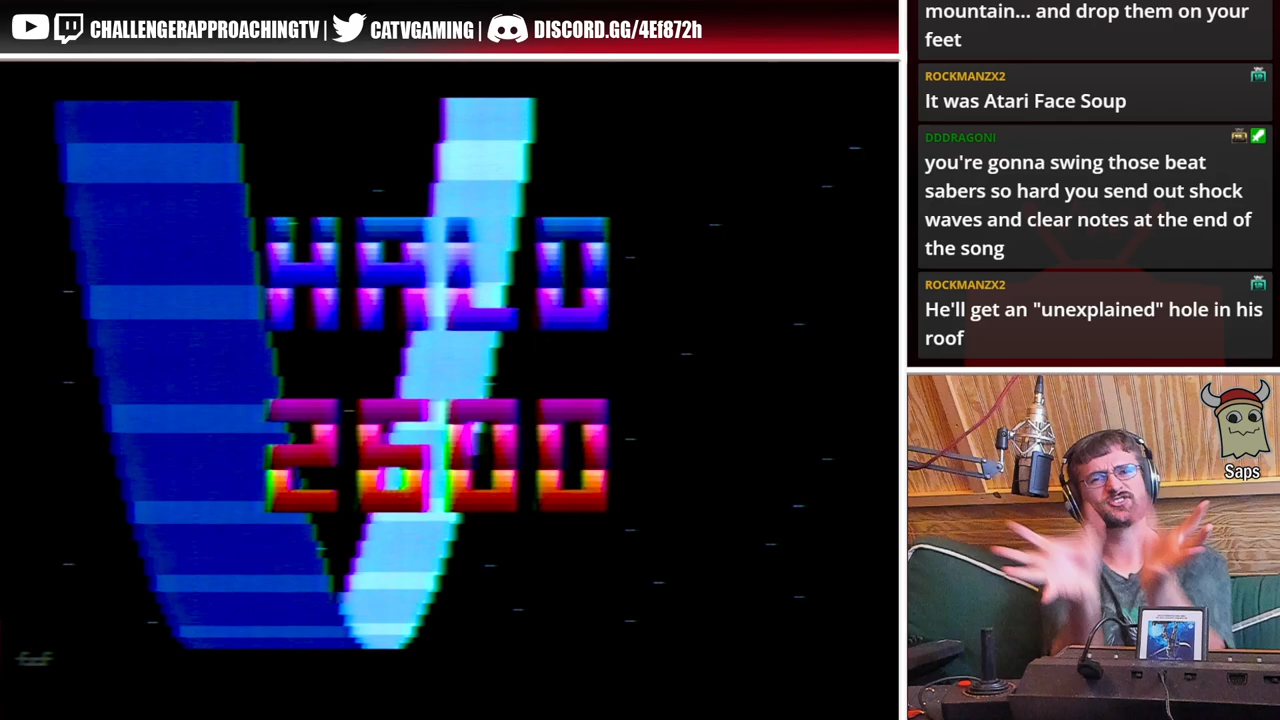 CHALLENGERAPPROACHINGTV | CATVGAMING | DISCORD.GG/4Ef872h
HALO
2600
mountain... and drop them on your
feet
ROCKMANZX2
It was Atari Face Soup
DDDRAGONI
you're gonna swing those beat
sabers so hard you send out shock
waves and clear notes at the end of
the song
ROCKMANZX2
He'll get an "unexplained" hole in his
roof
Saps